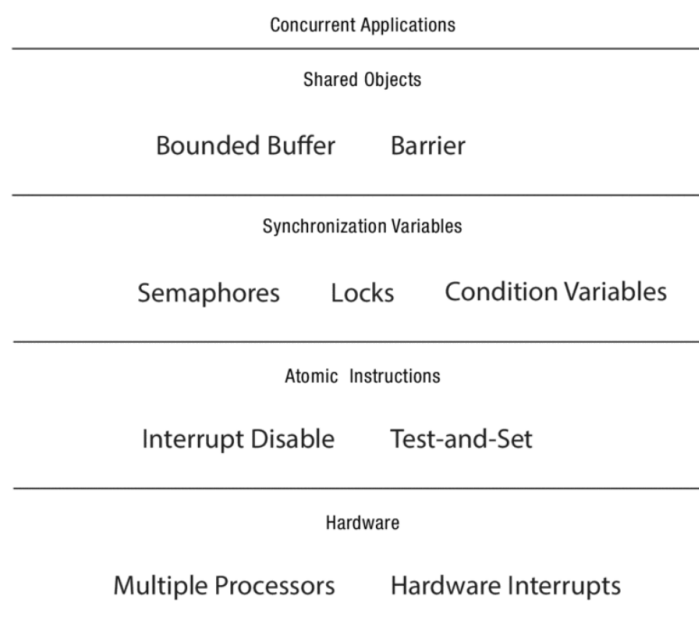 Concurrent Applications
Shared Objects
Bounded Buffer Barrier
Synchronization Variables
Semaphores Locks Condition Variables
Atomic Instructions
Interrupt Disable Test-and-Set
Hardware
Multiple Processors Hardware Interrupts